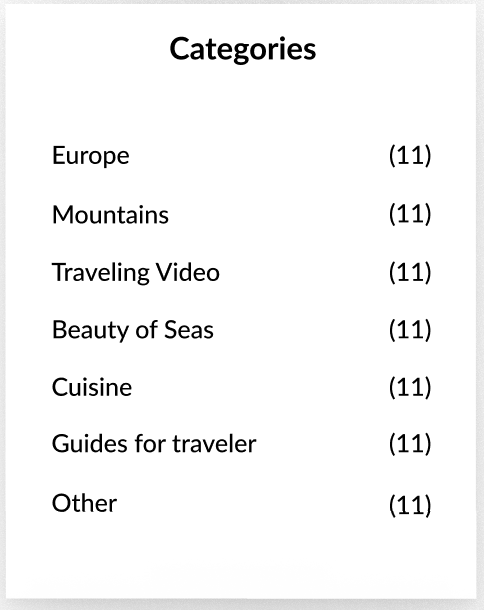 Categories
Europe (11)
Mountains (11)
Traveling Video (11)
Beauty of Seas (11)
Cuisine (11)
Guides for traveler (11)
Other (11)